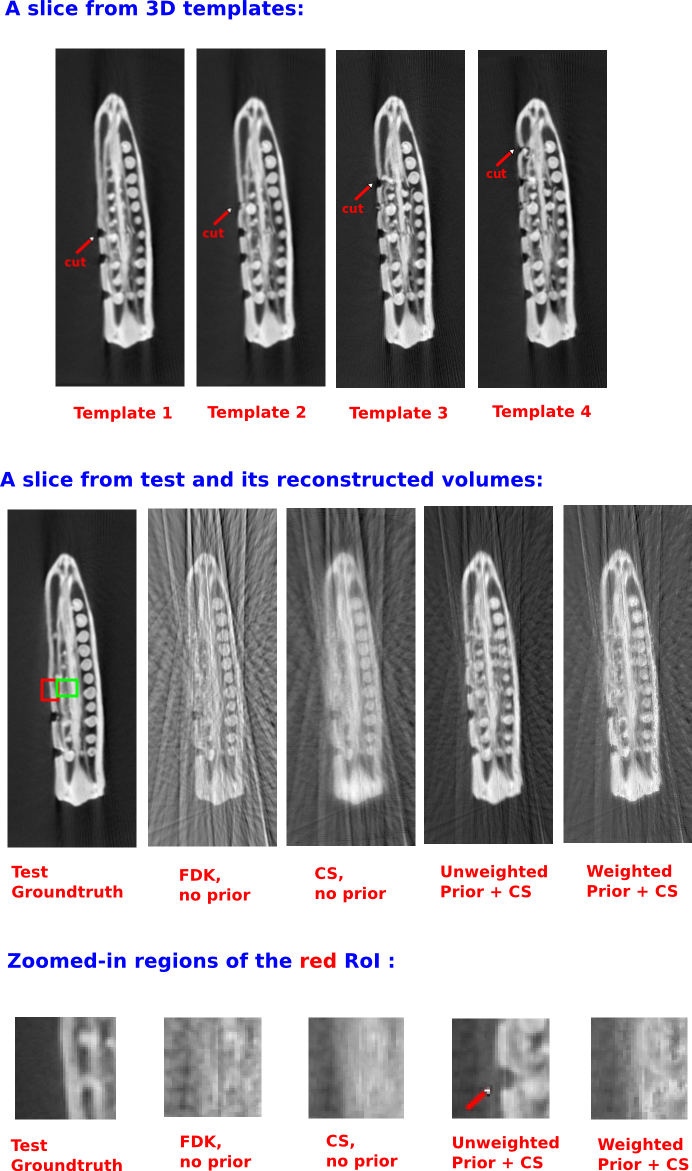 A slice from 3D templates:
cut
cut
cut
cut
Template 1
Template 2
Template 3
Template 4
A slice from test and its reconstructed volumes:
Test
Groundtruth
FDK,
no prior
CS,
no prior
Unweighted
Prior + CS
Weighted
Prior + CS
Zoomed-in regions of the red RoI :
Test
Groundtruth
FDK,
no prior
CS,
no prior
Unweighted
Prior + CS
Weighted
Prior + CS